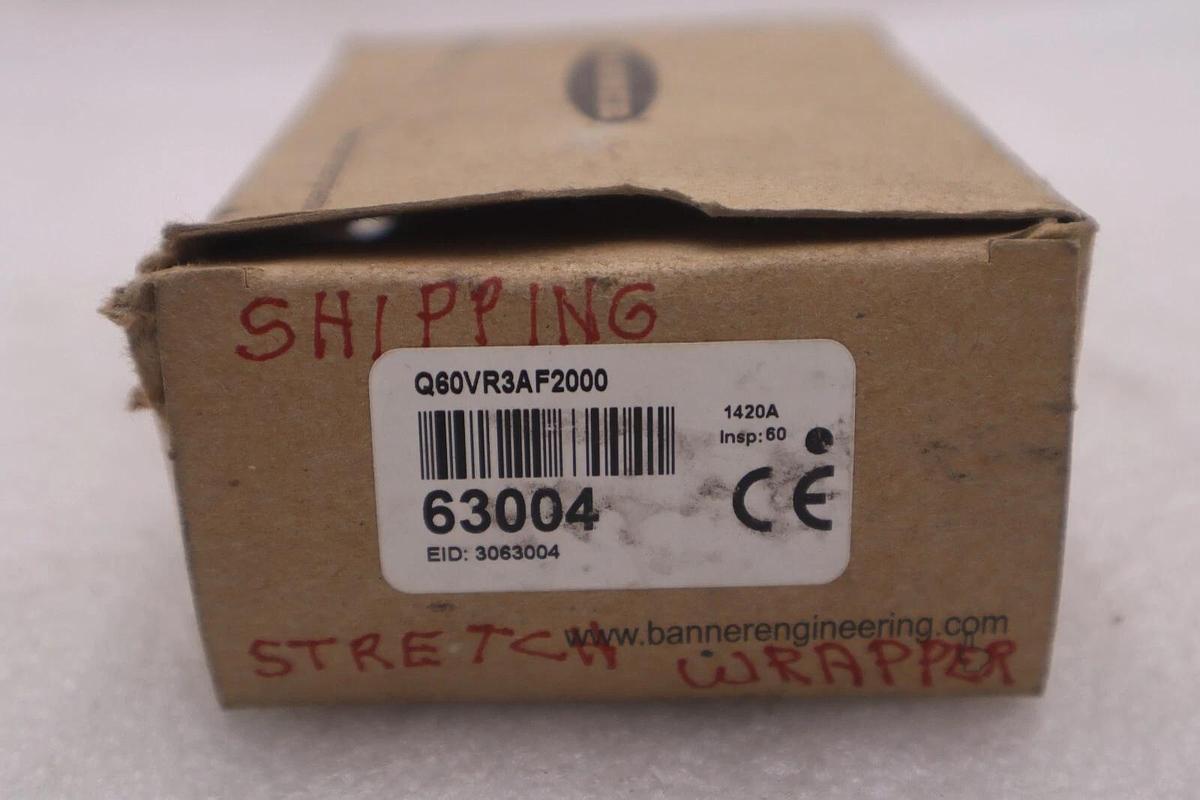 SHIPPING
Q60VR3AF2000
1420A
Insp: 60
63004
EID: 3063004
CE
www.bannerengineering.com
STRETCH WRAPPER